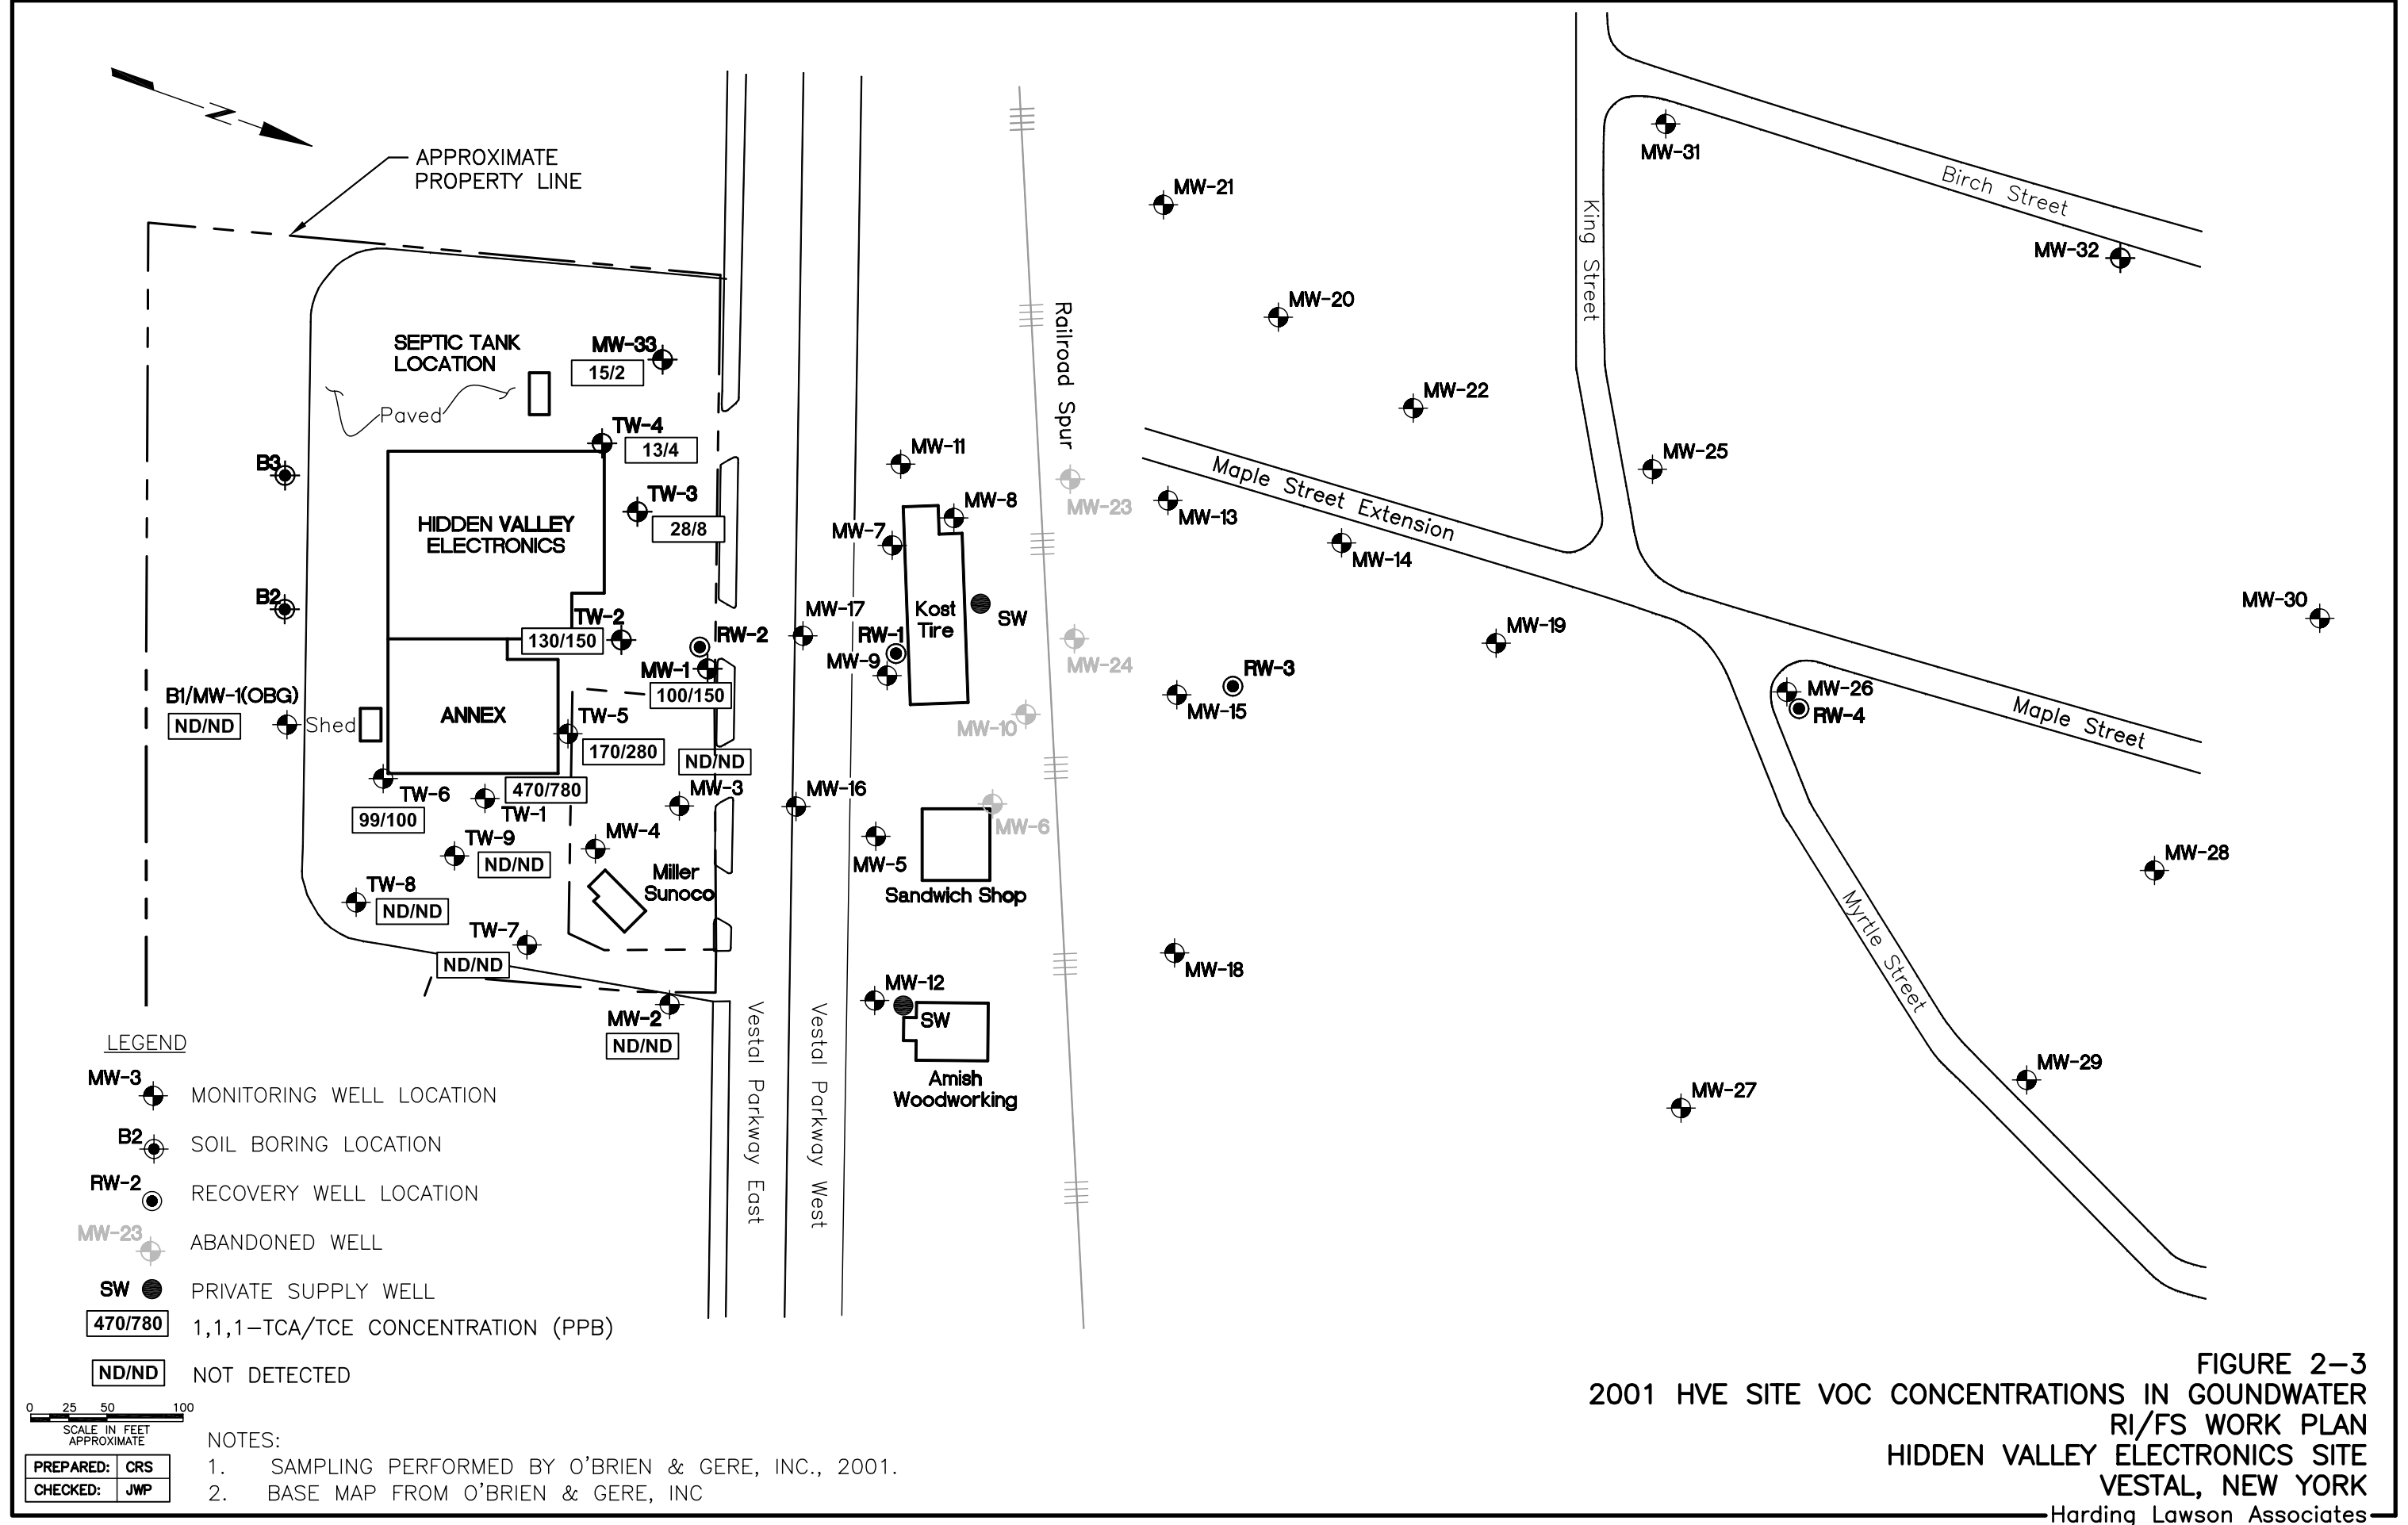 N
APPROXIMATE
PROPERTY LINE
MW-31
Birch Street
MW-21
King Street
MW-32
MW-20
Railroad Spur
SEPTIC TANK
LOCATION
MW-33
15/2
Paved
MW-22
TW-4
13/4
MW-11
MW-25
B3
Maple Street Extension
TW-3
28/8
MW-8
MW-23
MW-13
HIDDEN VALLEY
ELECTRONICS
MW-7
MW-14
B2
TW-2
130/150
RW-2
MW-17
RW-1
Kost
Tire
SW
MW-30
MW-19
MW-9
MW-24
RW-3
MW-1
100/150
B1/MW-1(OBG)
ND/ND
Shed
ANNEX
TW-5
170/280
MW-10
MW-15
MW-26
RW-4
Maple Street
ND/ND
MW-3
TW-6
99/100
470/780
TW-1
MW-16
MW-6
TW-9
ND/ND
MW-4
MW-5
MW-28
Miller
Sunoco
Sandwich Shop
TW-8
ND/ND
Myrtle Street
TW-7
ND/ND
MW-18
MW-12
SW
MW-2
ND/ND
Vestal Parkway East
Vestal Parkway West
Amish
Woodworking
MW-29
MW-27
LEGEND
MW-3
MONITORING WELL LOCATION
B2
SOIL BORING LOCATION
RW-2
RECOVERY WELL LOCATION
MW-23
ABANDONED WELL
SW
PRIVATE SUPPLY WELL
470/780
1,1,1-TCA/TCE CONCENTRATION (PPB)
ND/ND
NOT DETECTED
0 25 50 100
SCALE IN FEET
APPROXIMATE
PREPARED: CRS
CHECKED: JWP
NOTES:
1. SAMPLING PERFORMED BY O'BRIEN & GERE, INC., 2001.
2. BASE MAP FROM O'BRIEN & GERE, INC
FIGURE 2-3
2001 HVE SITE VOC CONCENTRATIONS IN GOUNDWATER
RI/FS WORK PLAN
HIDDEN VALLEY ELECTRONICS SITE
VESTAL, NEW YORK
Harding Lawson Associates